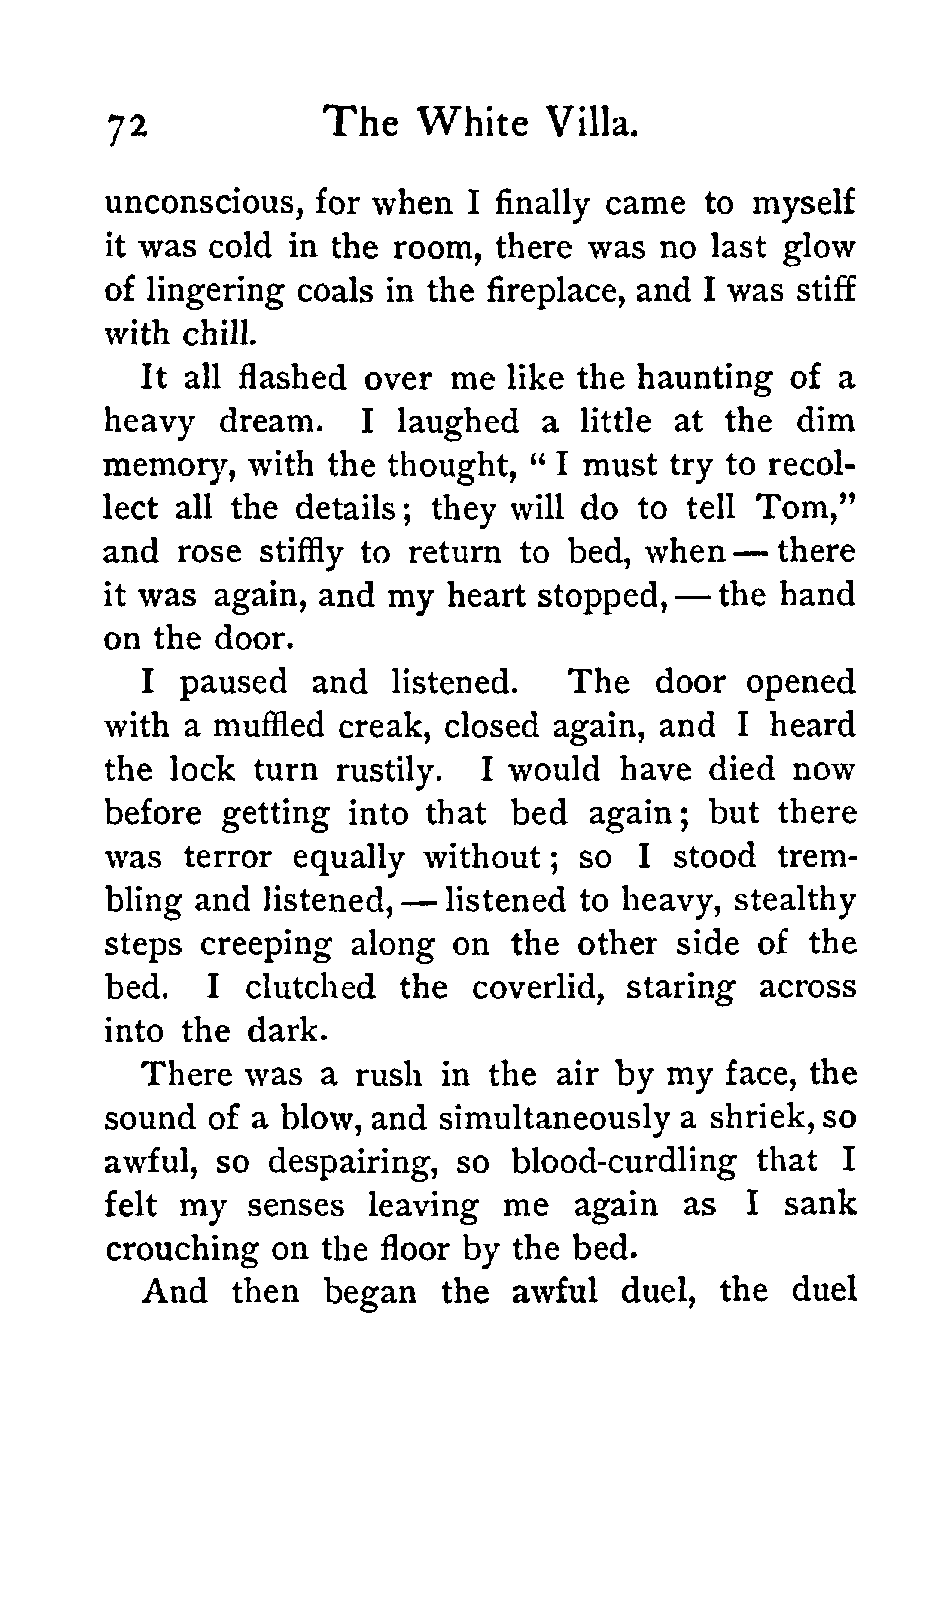 72 The White Villa.
unconscious, for when I finally came to myself
it was cold in the room, there was no last glow
of lingering coals in the fireplace, and I was stiff
with chill.
It all flashed over me like the haunting of a
heavy dream. I laughed a little at the dim
memory, with the thought, “ I must try to recol-
lect all the details; they will do to tell Tom,”
and rose stiffly to return to bed, when — there
it was again, and my heart stopped, — the hand
on the door.
I paused and listened. The door opened
with a muffled creak, closed again, and I heard
the lock turn rustily. I would have died now
before getting into that bed again; but there
was terror equally without; so I stood trem-
bling and listened, — listened to heavy, stealthy
steps creeping along on the other side of the
bed. I clutched the coverlid, staring across
into the dark.
There was a rush in the air by my face, the
sound of a blow, and simultaneously a shriek, so
awful, so despairing, so blood-curdling that I
felt my senses leaving me again as I sank
crouching on the floor by the bed.
And then began the awful duel, the duel